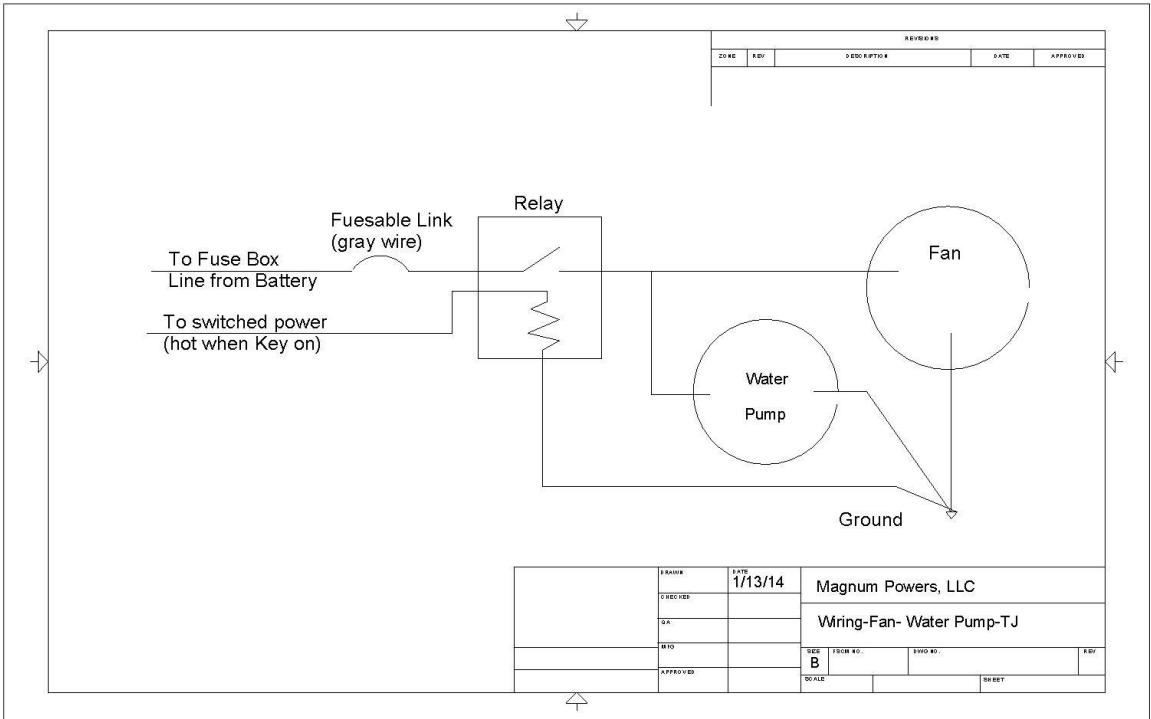 REVISIONS
ZONE REV DESCRIPTION DATE APPROVED
Relay
Fuesable Link
(gray wire)
Fan
To Fuse Box
Line from Battery
To switched power
(hot when Key on)
Water
Pump
Ground
DRAWN
DATE
1/13/14
Magnum Powers, LLC
CHECKED
Wiring-Fan- Water Pump-TJ
QA
MFG
SIZE
B
FSCM NO.
DWG NO.
REV
APPROVED
SCALE
SHEET